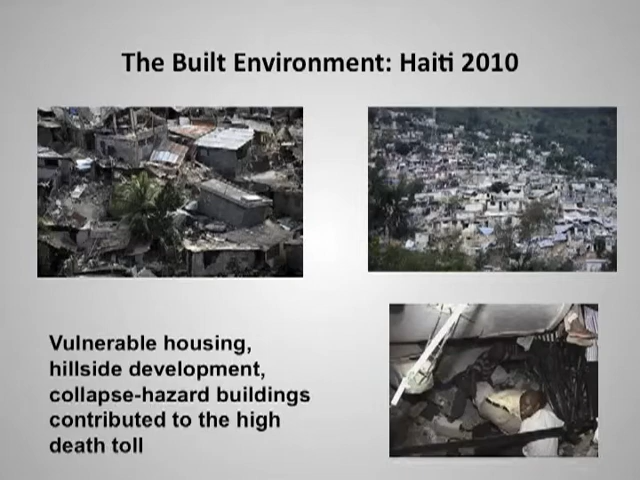 The Built Environment: Haiti 2010
Vulnerable housing,
hillside development,
collapse-hazard buildings
contributed to the high
death toll